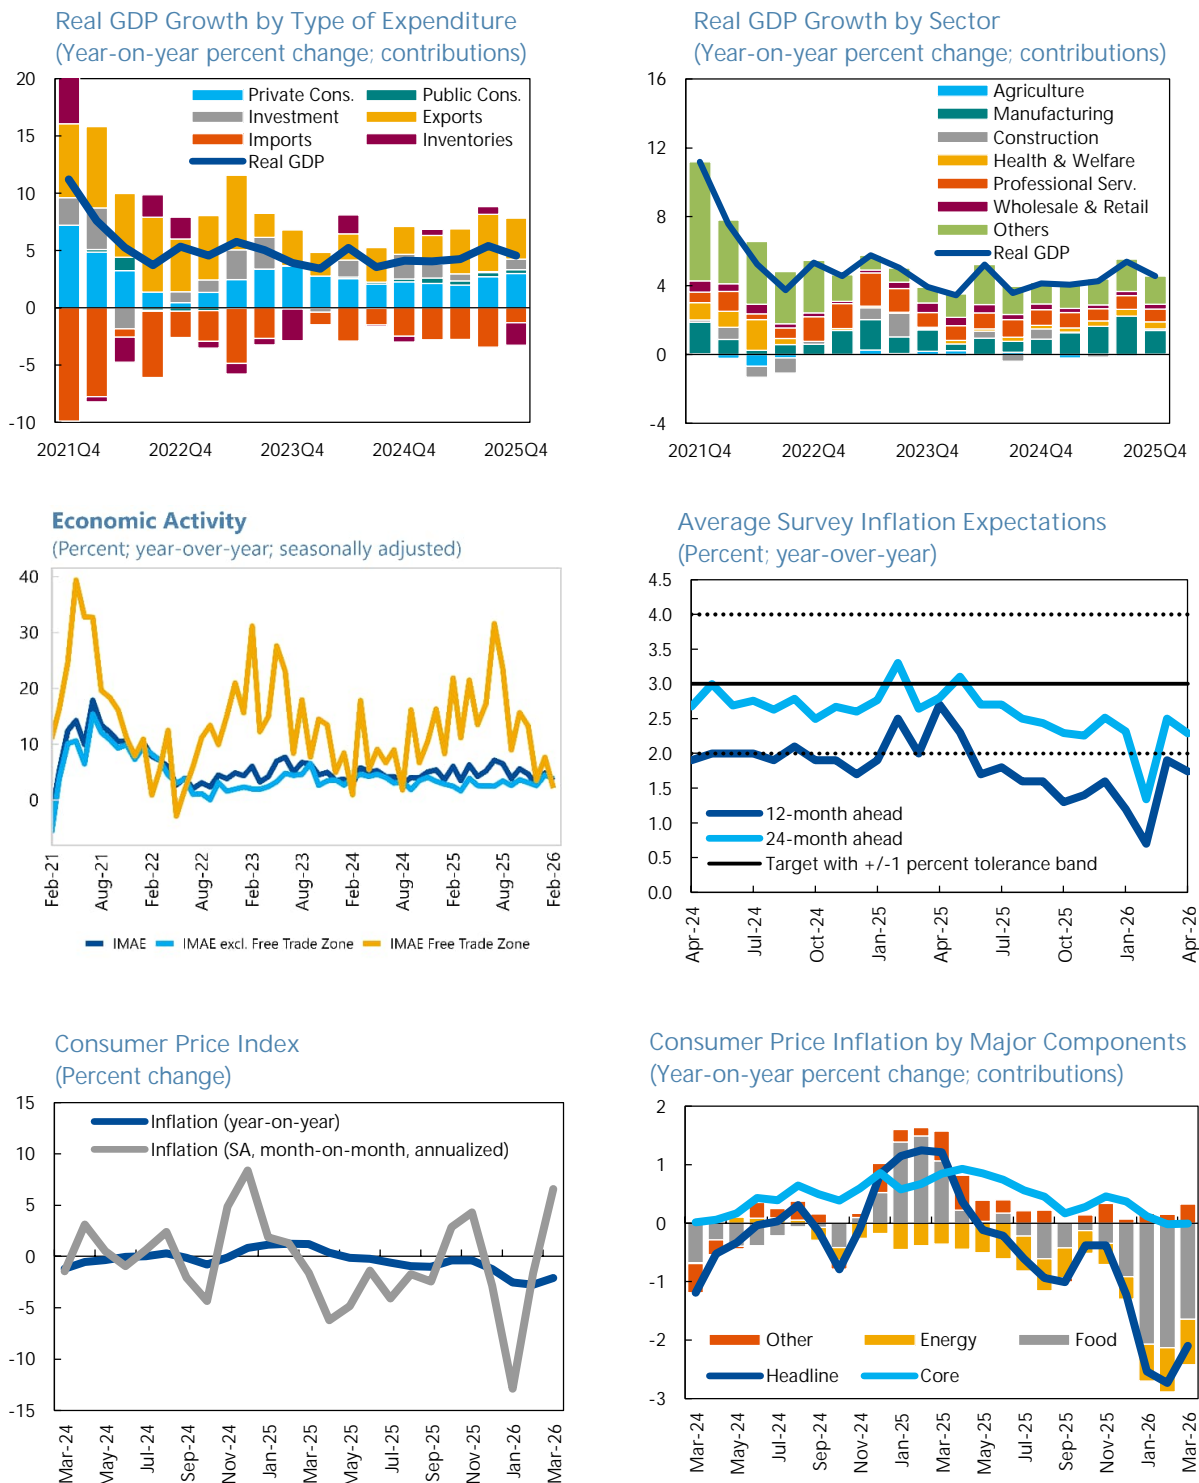 Real GDP Growth by Type of Expenditure
(Year-on-year percent change; contributions)
20
15
10
5
0
-5
-10
Private Cons.
Public Cons.
Investment
Exports
Imports
Inventories
Real GDP
2021Q4 2022Q4 2023Q4 2024Q4 2025Q4
Real GDP Growth by Sector
(Year-on-year percent change; contributions)
16
12
8
4
0
-4
Agriculture
Manufacturing
Construction
Health & Welfare
Professional Serv.
Wholesale & Retail
Others
Real GDP
2021Q4 2022Q4 2023Q4 2024Q4 2025Q4
Economic Activity
(Percent; year-over-year; seasonally adjusted)
40
30
20
10
0
Feb-21 Aug-21 Feb-22 Aug-22 Feb-23 Aug-23 Feb-24 Aug-24 Feb-25 Aug-25 Feb-26
IMAE IMAE excl. Free Trade Zone IMAE Free Trade Zone
Average Survey Inflation Expectations
(Percent; year-over-year)
4.5
4.0
3.5
3.0
2.5
2.0
1.5
1.0
0.5
0.0
12-month ahead
24-month ahead
Target with +/-1 percent tolerance band
Apr-24 Jul-24 Oct-24 Jan-25 Apr-25 Jul-25 Oct-25 Jan-26 Apr-26
Consumer Price Index
(Percent change)
15
10
5
0
-5
-10
-15
Inflation (year-on-year)
Inflation (SA, month-on-month, annualized)
Mar-24 May-24 Jul-24 Sep-24 Nov-24 Jan-25 Mar-25 May-25 Jul-25 Sep-25 Nov-25 Jan-26 Mar-26
Consumer Price Inflation by Major Components
(Year-on-year percent change; contributions)
2
1
0
-1
-2
-3
Other
Energy
Food
Headline
Core
Mar-24 May-24 Jul-24 Sep-24 Nov-24 Jan-25 Mar-25 May-25 Jul-25 Sep-25 Nov-25 Jan-26 Mar-26